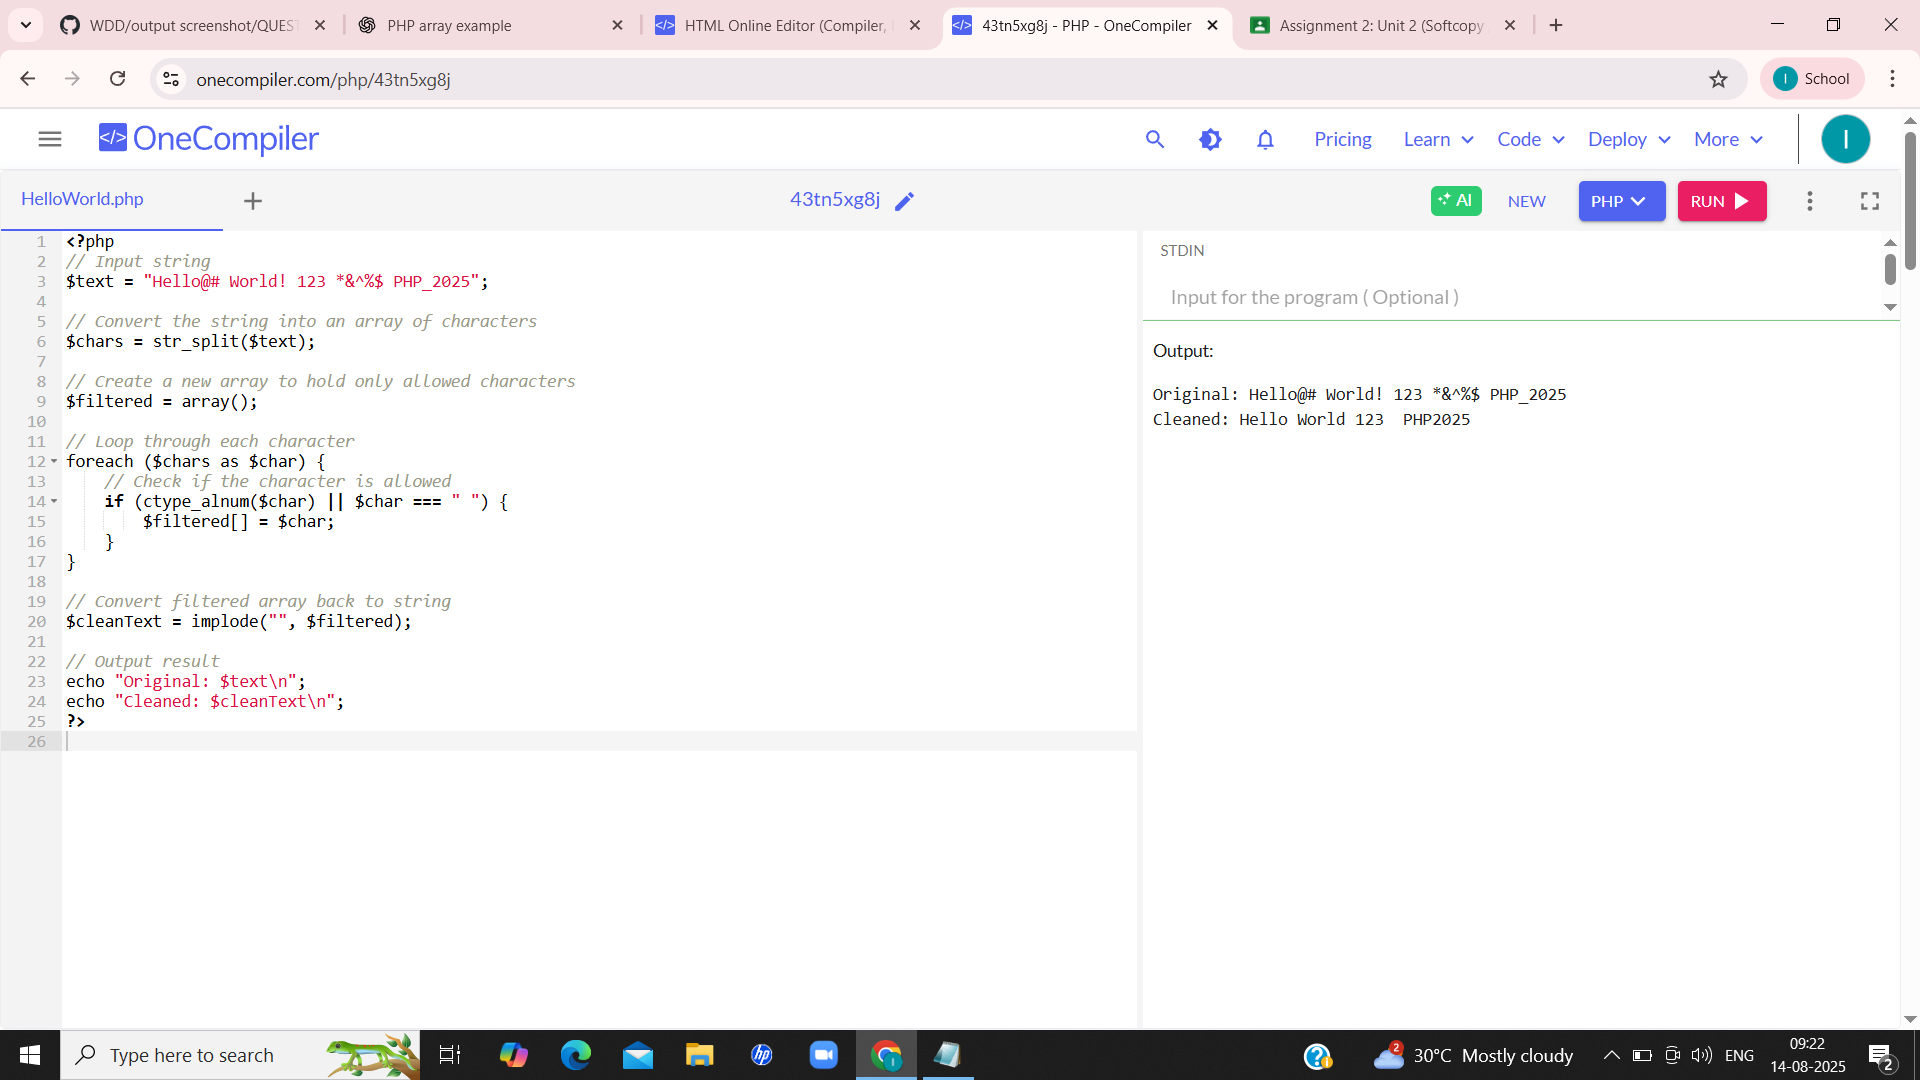 WDD/output screenshot/QUES
PHP array example
HTML Online Editor (Compiler,
43tn5xg8j - PHP - OneCompiler
Assignment 2: Unit 2 (Softcopy
onecompiler.com/php/43tn5xg8j
I School
</> OneCompiler
Pricing Learn Code Deploy More
I
HelloWorld.php
43tn5xg8j
AI NEW PHP RUN
1 <?php
2 // Input string
3 $text = "Hello@# World! 123 *&^%$ PHP_2025";
4
5 // Convert the string into an array of characters
6 $chars = str_split($text);
7
8 // Create a new array to hold only allowed characters
9 $filtered = array();
10
11 // Loop through each character
12 foreach ($chars as $char) {
13 // Check if the character is allowed
14 if (ctype_alnum($char) || $char === " ") {
15 $filtered[] = $char;
16 }
17 }
18
19 // Convert filtered array back to string
20 $cleanText = implode("", $filtered);
21
22 // Output result
23 echo "Original: $text\n";
24 echo "Cleaned: $cleanText\n";
25 ?>
26
STDIN
Input for the program ( Optional )
Output:
Original: Hello@# World! 123 *&^%$ PHP_2025
Cleaned: Hello World 123  PHP2025
Type here to search
hp
2
30°C Mostly cloudy
ENG
09:22
14-08-2025
2